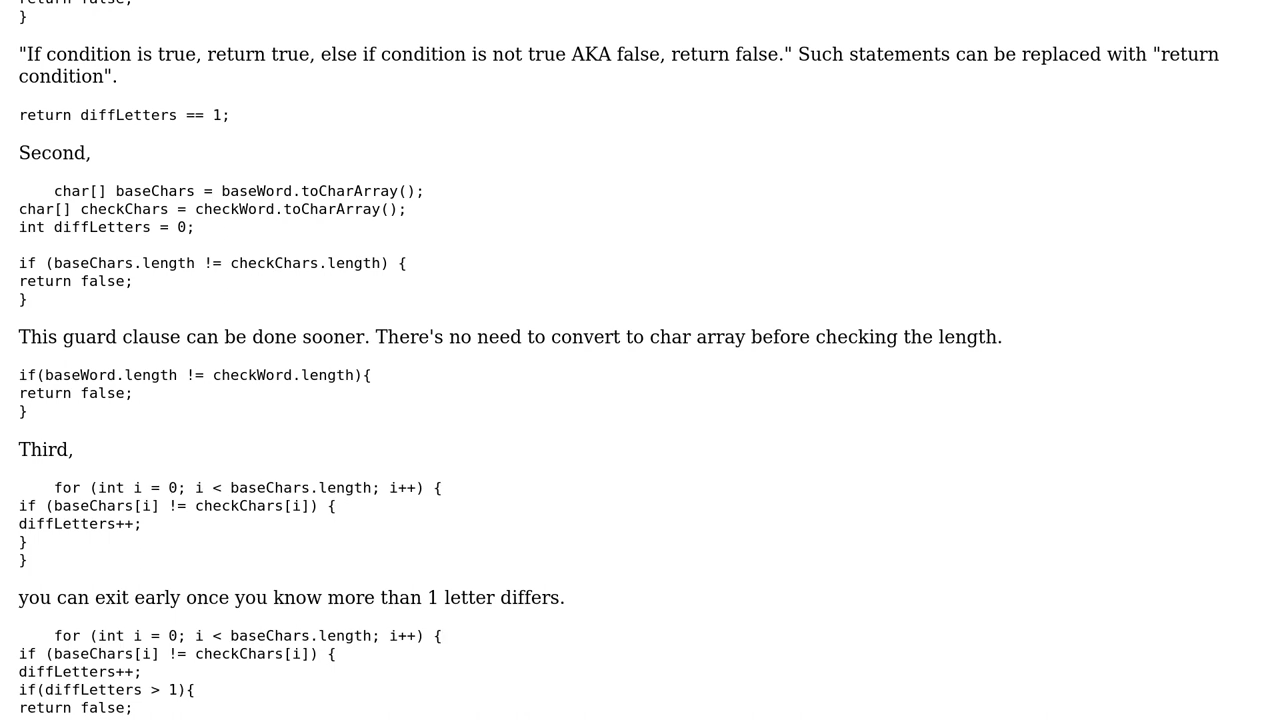 return false;
}
"If condition is true, return true, else if condition is not true AKA false, return false." Such statements can be replaced with "return
condition".
return diffLetters == 1;
Second,
    char[] baseChars = baseWord.toCharArray();
char[] checkChars = checkWord.toCharArray();
int diffLetters = 0;

if (baseChars.length != checkChars.length) {
return false;
}
This guard clause can be done sooner. There's no need to convert to char array before checking the length.
if(baseWord.length != checkWord.length){
return false;
}
Third,
    for (int i = 0; i < baseChars.length; i++) {
if (baseChars[i] != checkChars[i]) {
diffLetters++;
}
}
you can exit early once you know more than 1 letter differs.
    for (int i = 0; i < baseChars.length; i++) {
if (baseChars[i] != checkChars[i]) {
diffLetters++;
if(diffLetters > 1){
return false;